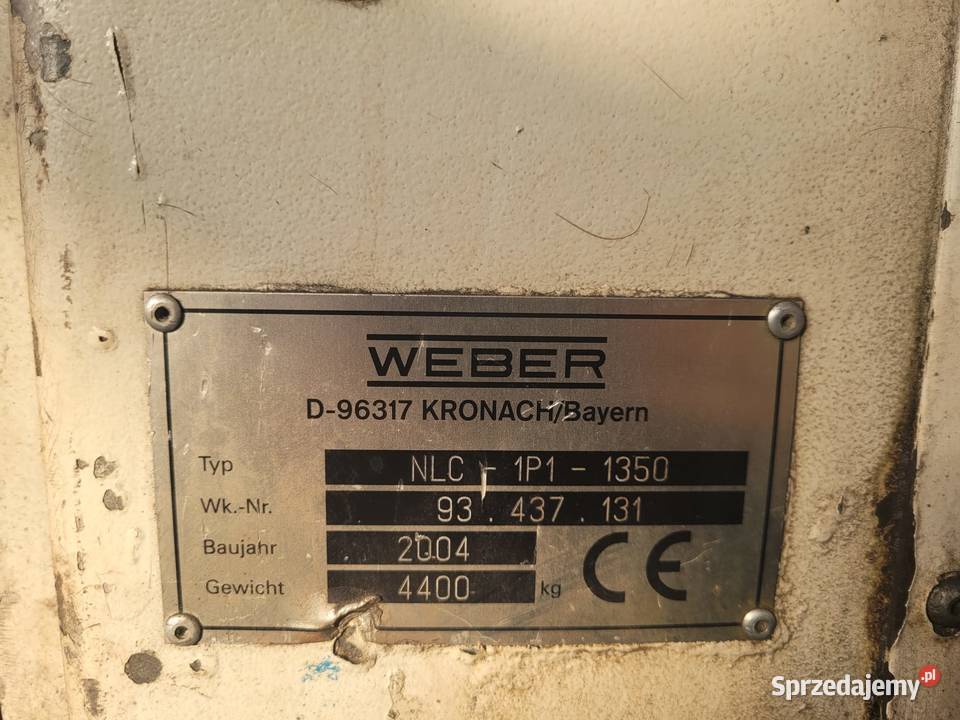 WEBER
D-96317 KRONACH/Bayern
Typ NLC - 1P1 - 1350
Wk.-Nr. 93.437.131
Baujahr 2004
Gewicht 4400 kg
CE
Sprzedajemy.pl